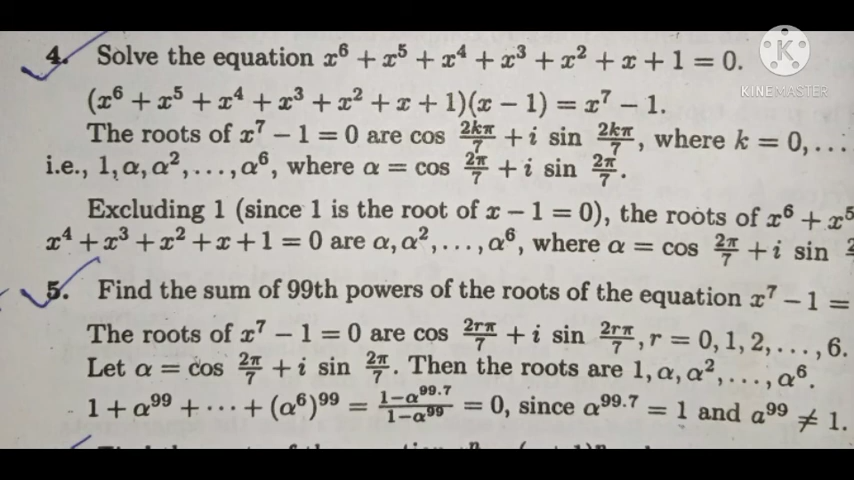 KINEMASTER
4. Solve the equation x⁶ + x⁵ + x⁴ + x³ + x² + x + 1 = 0.
(x⁶ + x⁵ + x⁴ + x³ + x² + x + 1)(x − 1) = x⁷ − 1.
The roots of x⁷ − 1 = 0 are cos 2kπ/7 + i sin 2kπ/7, where k = 0, ...
i.e., 1, α, α², ..., α⁶, where α = cos 2π/7 + i sin 2π/7.
Excluding 1 (since 1 is the root of x − 1 = 0), the roots of x⁶ + x⁵
x⁴ + x³ + x² + x + 1 = 0 are α, α², ..., α⁶, where α = cos 2π/7 + i sin
5. Find the sum of 99th powers of the roots of the equation x⁷ − 1 =
The roots of x⁷ − 1 = 0 are cos 2rπ/7 + i sin 2rπ/7, r = 0, 1, 2, ..., 6.
Let α = cos 2π/7 + i sin 2π/7. Then the roots are 1, α, α², ..., α⁶.
1 + α⁹⁹ + ··· + (α⁶)⁹⁹ = (1−α^99.7)/(1−α^99) = 0, since α^99.7 = 1 and a⁹⁹ ≠ 1.